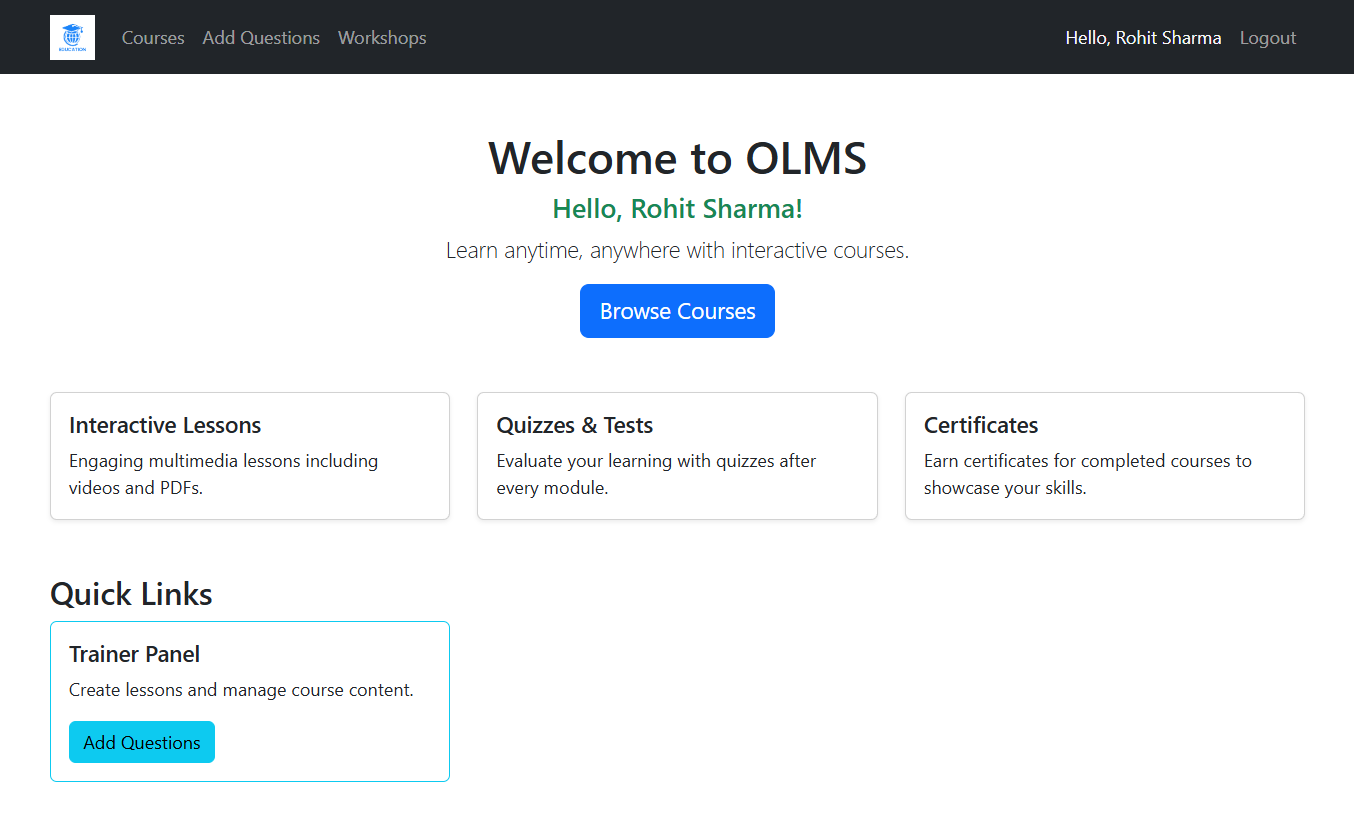 EDUCATION
Courses Add Questions Workshops Hello, Rohit Sharma Logout
Welcome to OLMS
Hello, Rohit Sharma!
Learn anytime, anywhere with interactive courses.
Browse Courses
Interactive Lessons
Engaging multimedia lessons including
videos and PDFs.
Quizzes & Tests
Evaluate your learning with quizzes after
every module.
Certificates
Earn certificates for completed courses to
showcase your skills.
Quick Links
Trainer Panel
Create lessons and manage course content.
Add Questions